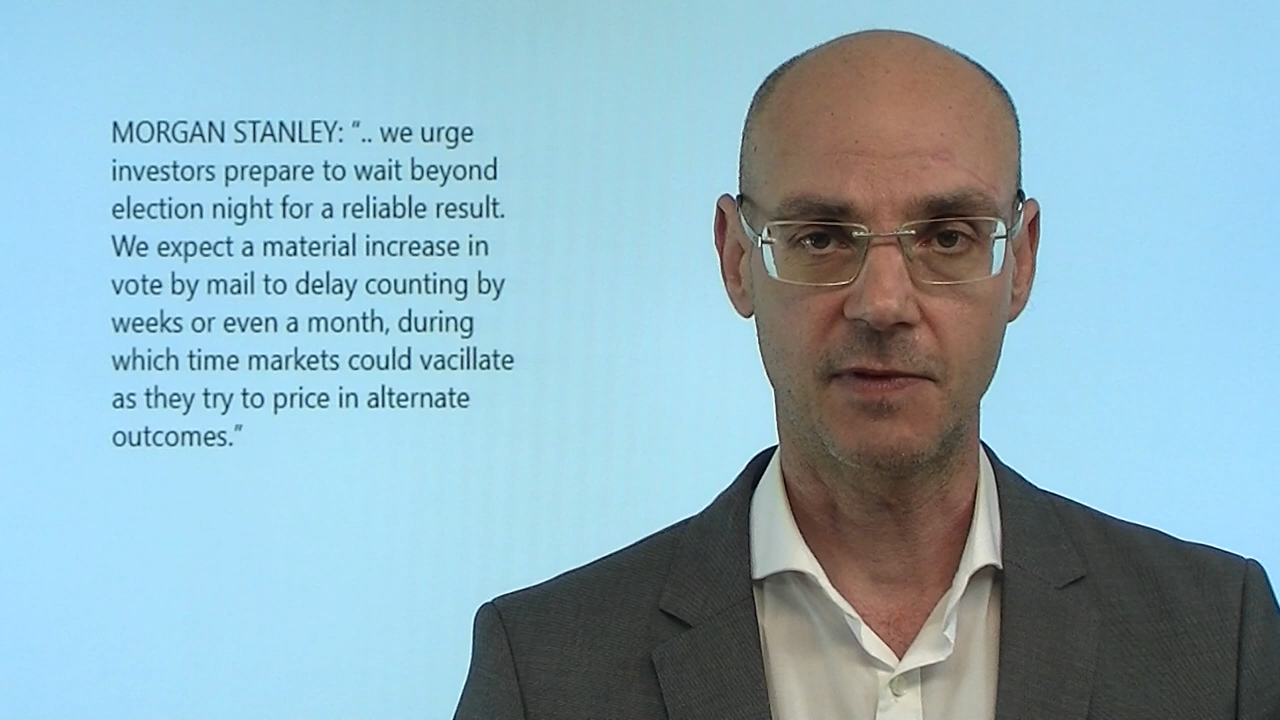 MORGAN STANLEY: “.. we urge
investors prepare to wait beyond
election night for a reliable result.
We expect a material increase in
vote by mail to delay counting by
weeks or even a month, during
which time markets could vacillate
as they try to price in alternate
outcomes.”